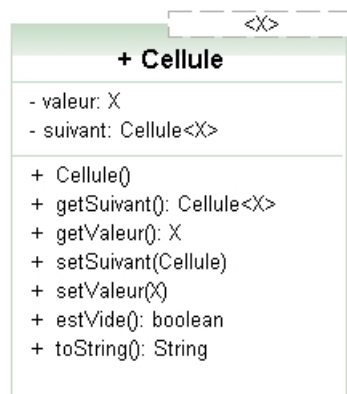 <X>
+ Cellule
- valeur: X
- suivant: Cellule<X>
+ Cellule()
+ getSuivant(): Cellule<X>
+ getValeur(): X
+ setSuivant(Cellule)
+ setValeur(X)
+ estVide(): boolean
+ toString(): String